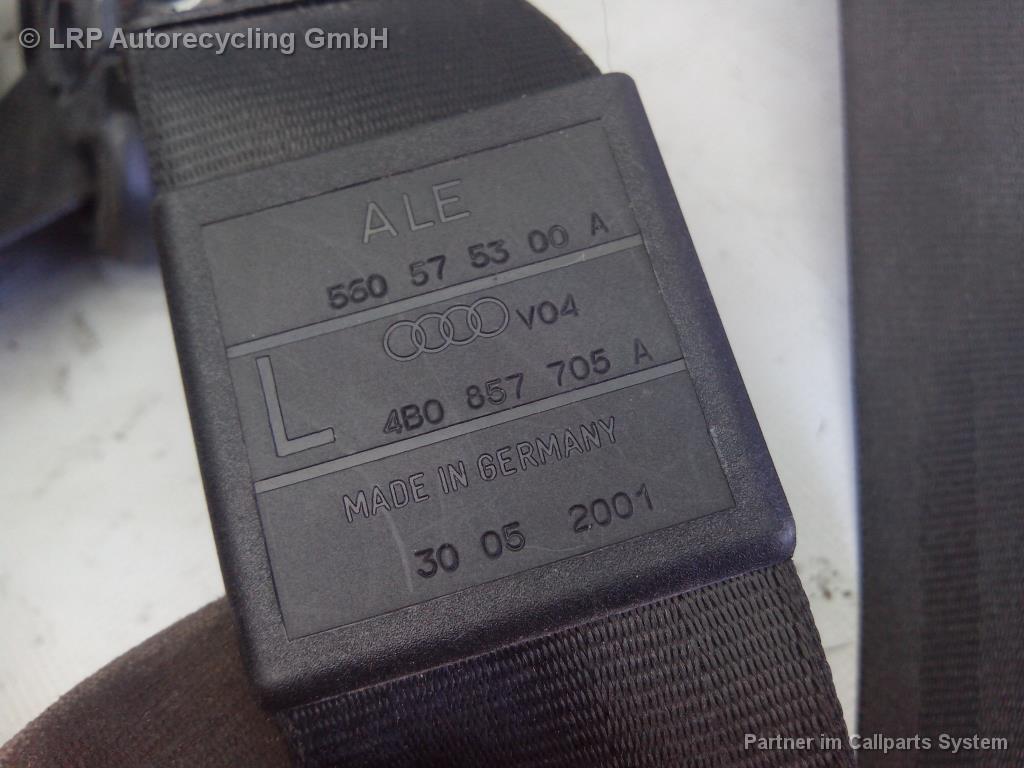 © LRP Autorecycling GmbH
ALE
560 57 53 00 A
V04
L
4B0 857 705 A
MADE IN GERMANY
30 05 2001
Partner im Callparts System